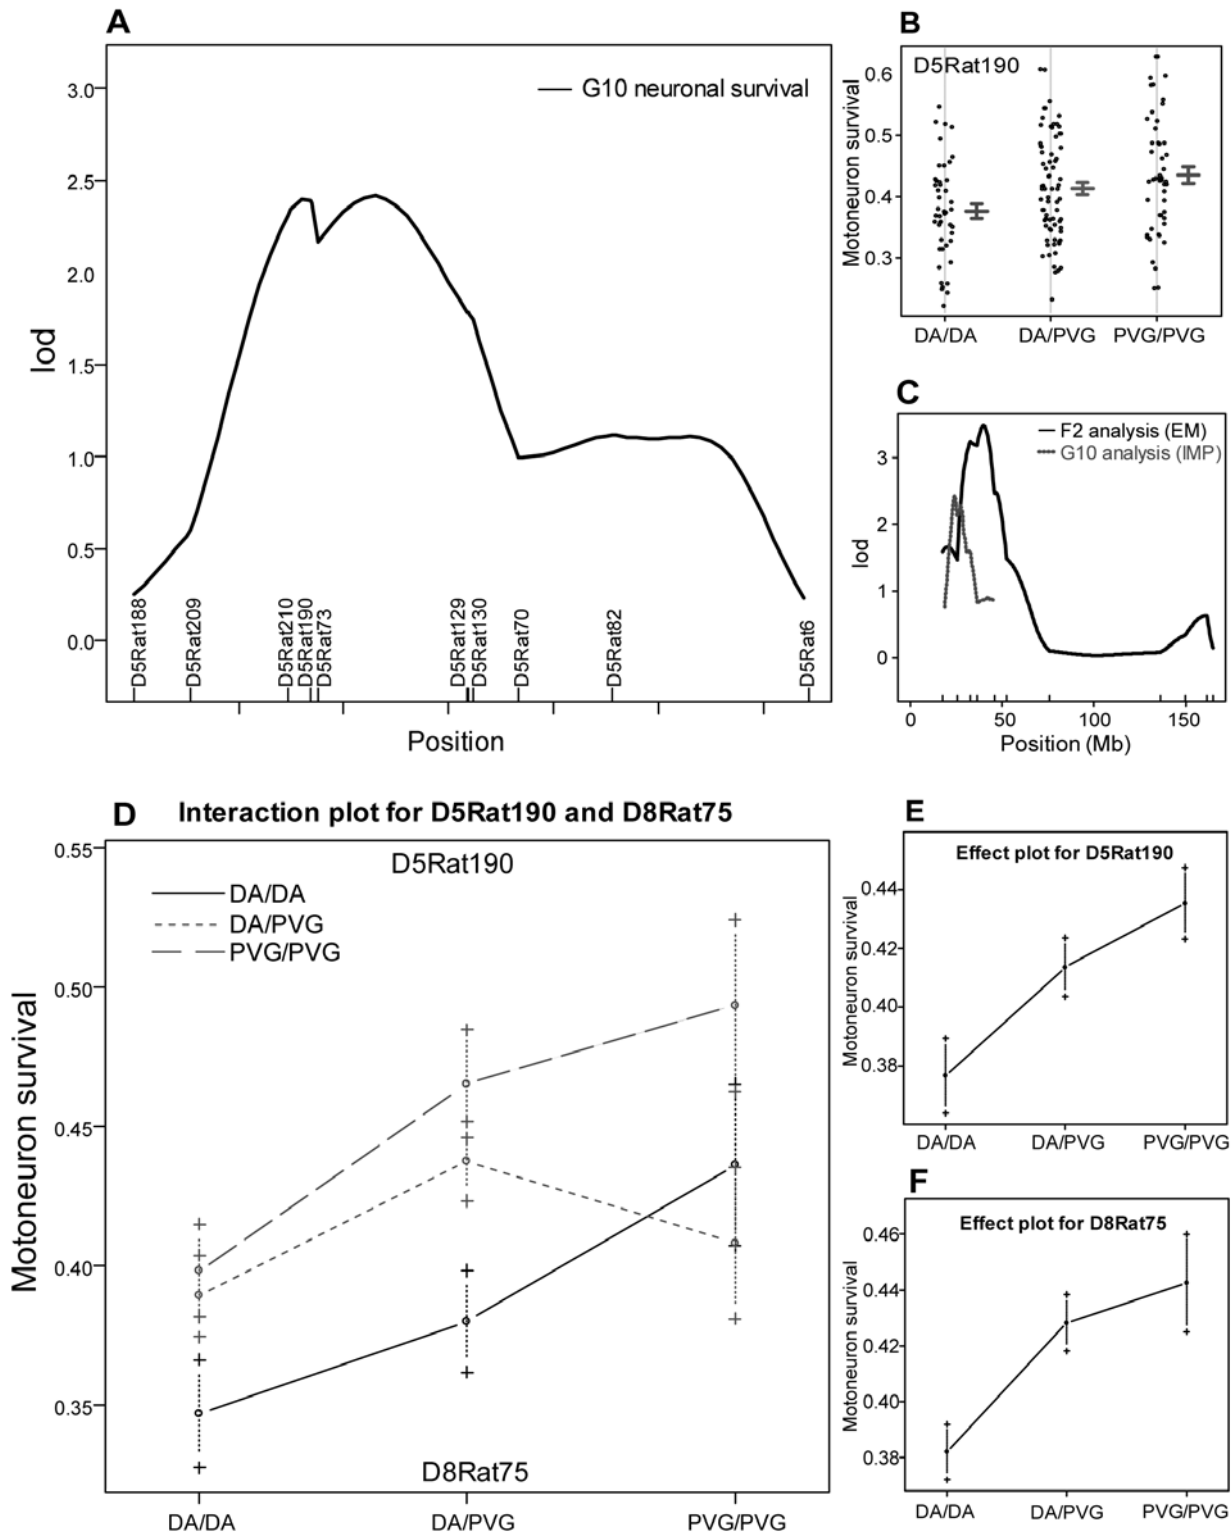 A
3.0
2.5
2.0
1.5
1.0
0.5
0.0
lod
G10 neuronal survival
D5Rat188
D5Rat209
D5Rat210
D5Rat190
D5Rat73
D5Rat129
D5Rat130
D5Rat70
D5Rat82
D5Rat6
Position
B
D5Rat190
Motoneuron survival
0.6
0.5
0.4
0.3
DA/DA DA/PVG PVG/PVG
C
F2 analysis (EM)
G10 analysis (IMP)
lod
3
2
1
0
0 50 100 150
Position (Mb)
D
Interaction plot for D5Rat190 and D8Rat75
D5Rat190
DA/DA
DA/PVG
PVG/PVG
Motoneuron survival
0.55
0.50
0.45
0.40
0.35
D8Rat75
DA/DA DA/PVG PVG/PVG
E
Effect plot for D5Rat190
Motoneuron survival
0.44
0.42
0.40
0.38
DA/DA DA/PVG PVG/PVG
F
Effect plot for D8Rat75
Motoneuron survival
0.46
0.44
0.42
0.40
0.38
DA/DA DA/PVG PVG/PVG